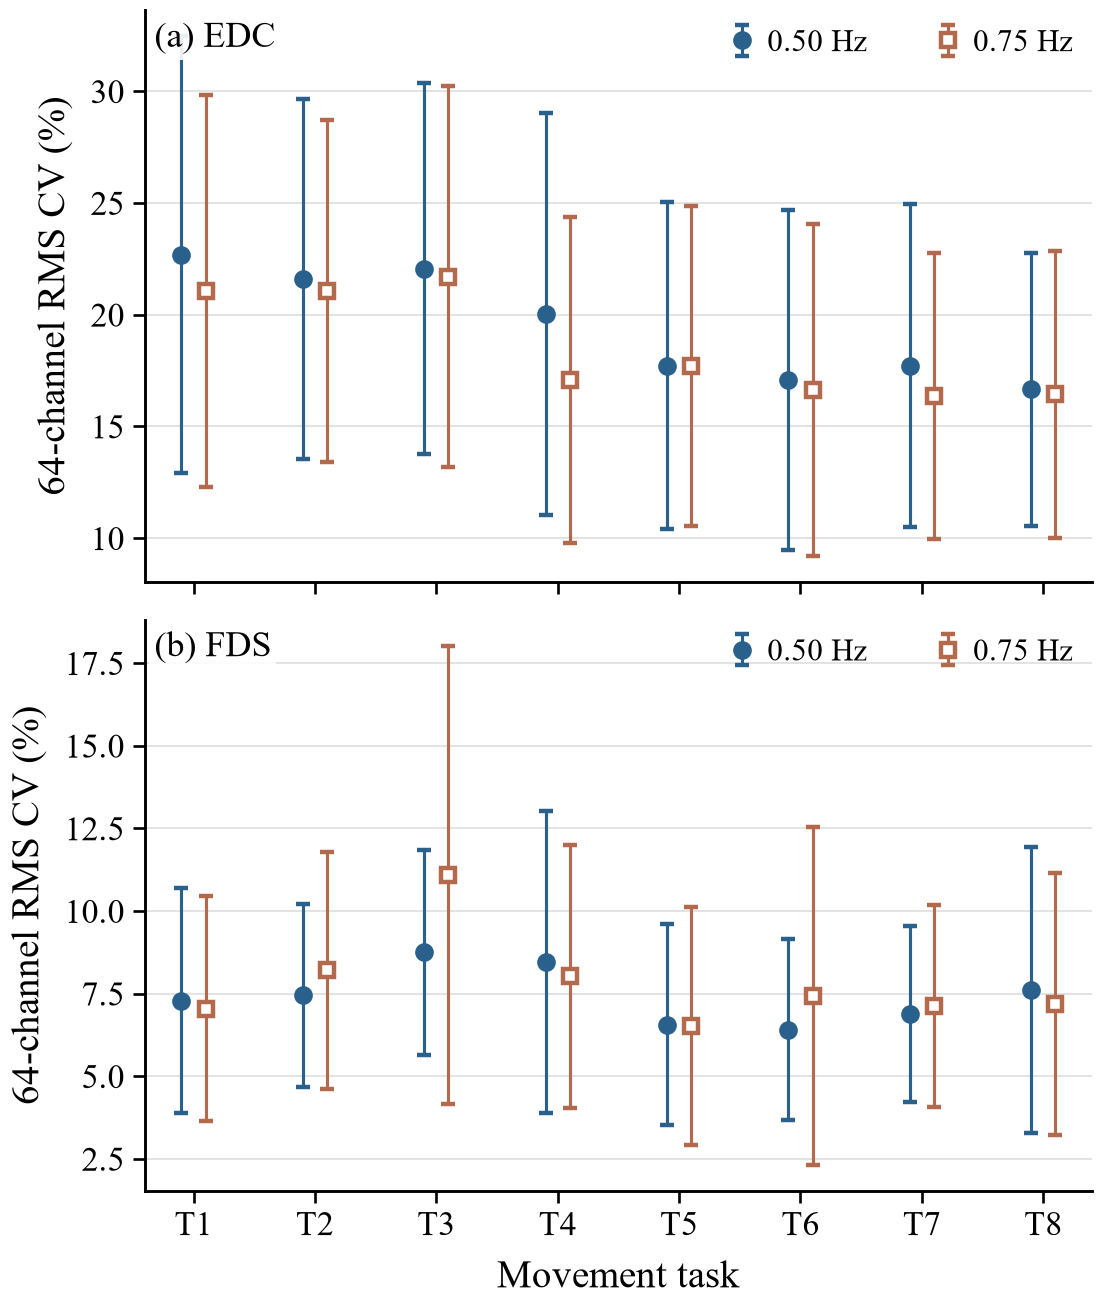 (a) EDC
0.50 Hz
0.75 Hz
64-channel RMS CV (%)
30
25
20
15
10
(b) FDS
0.50 Hz
0.75 Hz
64-channel RMS CV (%)
17.5
15.0
12.5
10.0
7.5
5.0
2.5
T1 T2 T3 T4 T5 T6 T7 T8
Movement task